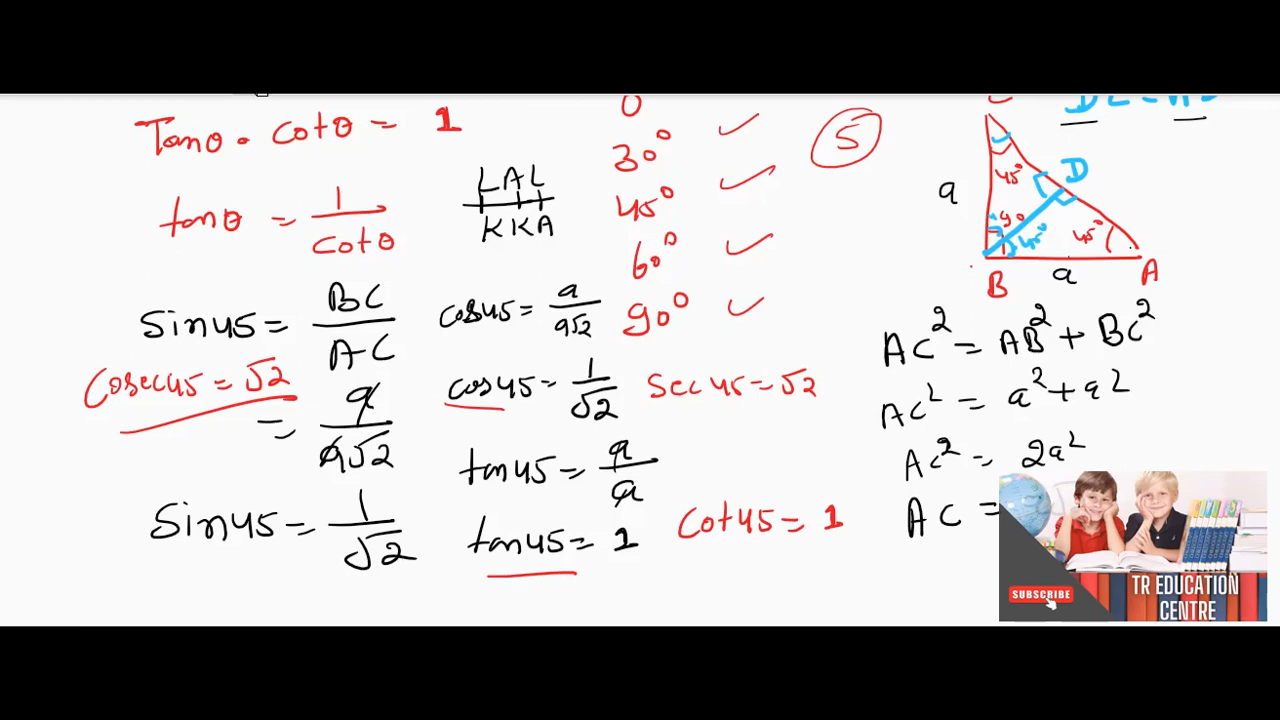 Tanθ . cotθ = 1
tanθ = 1/cotθ
LAL
KKA
0
30°
45°
60°
90°
5
sin45 = BC/AC
cosec45 = √2
= a/a√2
sin45 = 1/√2
cos45 = a/a√2
cos45 = 1/√2
sec45 = √2
tan45 = a/a
tan45 = 1
cot45 = 1
D
a
45°
90
45°
45°
B
a
A
AC² = AB² + BC²
AC² = a² + a²
AC² = 2a²
AC =
SUBSCRIBE
TR EDUCATION
CENTRE